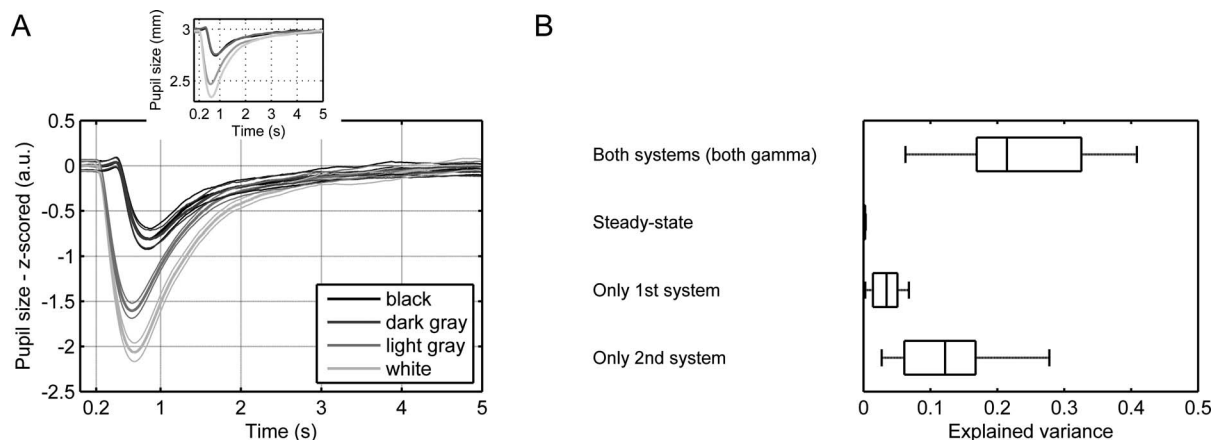 A
Pupil size (mm)
3
2.5
0.2 1 2 3 4 5
Time (s)
Pupil size - z-scored (a.u.)
0.5
0
-0.5
-1
-1.5
-2
-2.5
black
dark gray
light gray
white
0.2 1 2 3 4 5
Time (s)
B
Both systems (both gamma)
Steady-state
Only 1st system
Only 2nd system
0 0.1 0.2 0.3 0.4 0.5
Explained variance